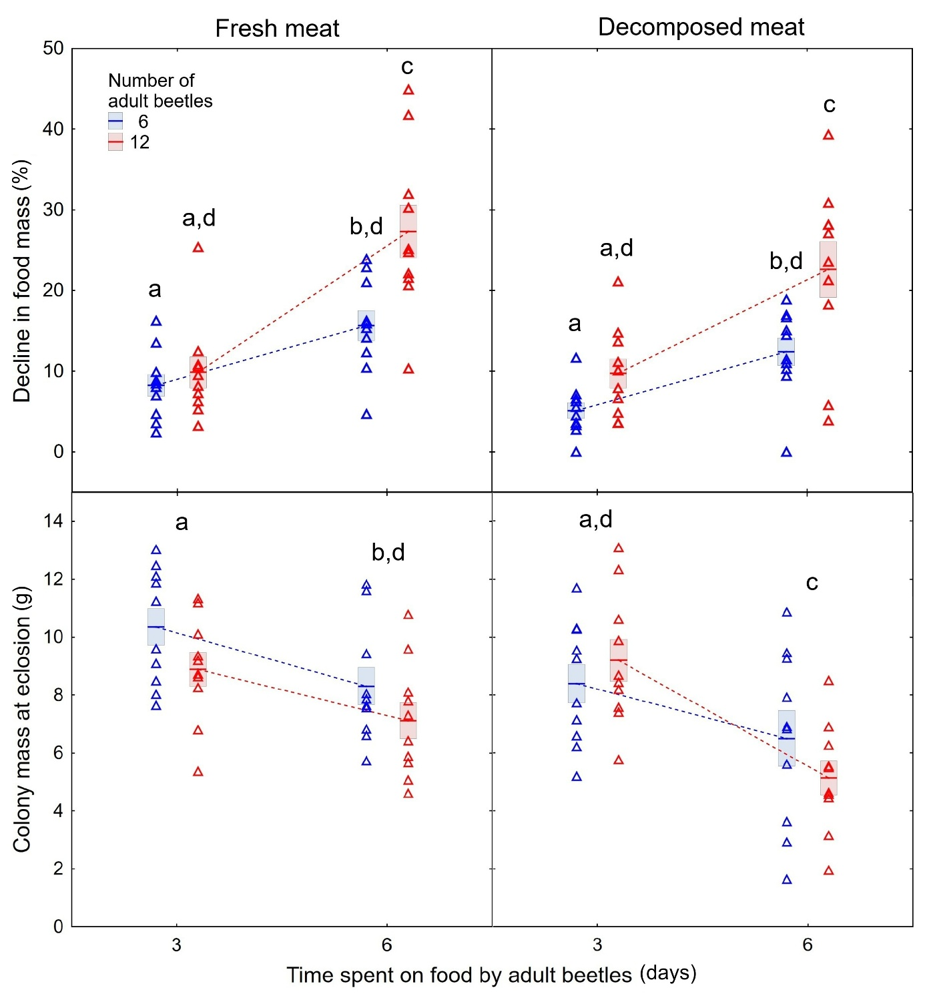 Fresh meat
Decomposed meat
Number of
adult beetles
6
12
a
a,d
b,d
c
a
a,d
b,d
c
50
40
30
20
10
0
Decline in food mass (%)
a
b,d
a,d
c
14
12
10
8
6
4
2
0
Colony mass at eclosion (g)
3
6
3
6
Time spent on food by adult beetles (days)